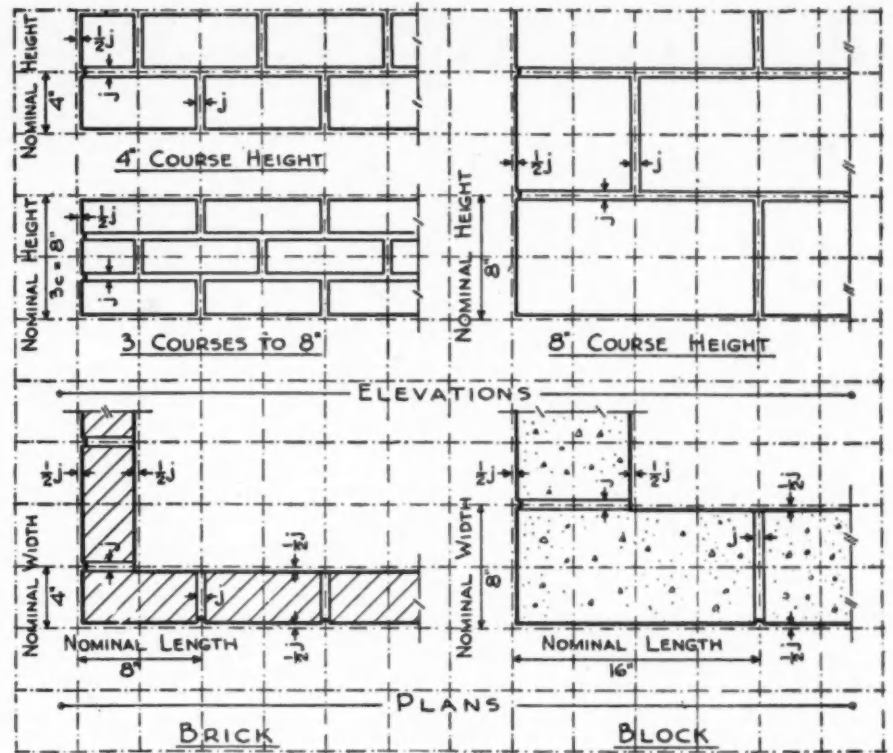 NOMINAL HEIGHT
4"
½j
j
j
4" COURSE HEIGHT
NOMINAL HEIGHT
3c = 8"
½j
j
3 COURSES TO 8"
NOMINAL HEIGHT
8"
½j
j
j
8" COURSE HEIGHT
ELEVATIONS
½j
½j
j
½j
j
NOMINAL WIDTH
4"
NOMINAL LENGTH
8"
½j
½j
½j
j
½j
j
NOMINAL WIDTH
8"
NOMINAL LENGTH
16"
½j
PLANS
BRICK
BLOCK